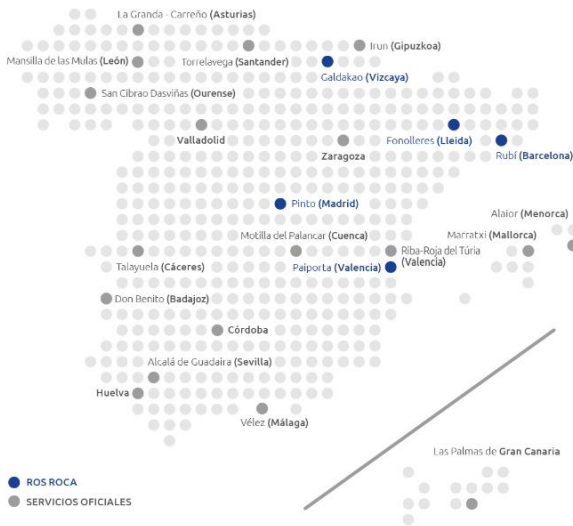 La Granda - Carreño (Asturias)
Irun (Gipuzkoa)
Mansilla de las Mulas (León)
Torrelavega (Santander)
Galdakao (Vizcaya)
San Cibrao Dasviñas (Ourense)
Valladolid
Fonolleres (Lleida)
Zaragoza
Rubí (Barcelona)
Pinto (Madrid)
Alaior (Menorca)
Motilla del Palancar (Cuenca)
Marratxi (Mallorca)
Riba-Roja del Túria
(Valencia)
Talayuela (Cáceres)
Paiporta (Valencia)
Don Benito (Badajoz)
Córdoba
Alcalá de Guadaira (Sevilla)
Huelva
Vélez (Málaga)
Las Palmas de Gran Canaria
ROS ROCA
SERVICIOS OFICIALES